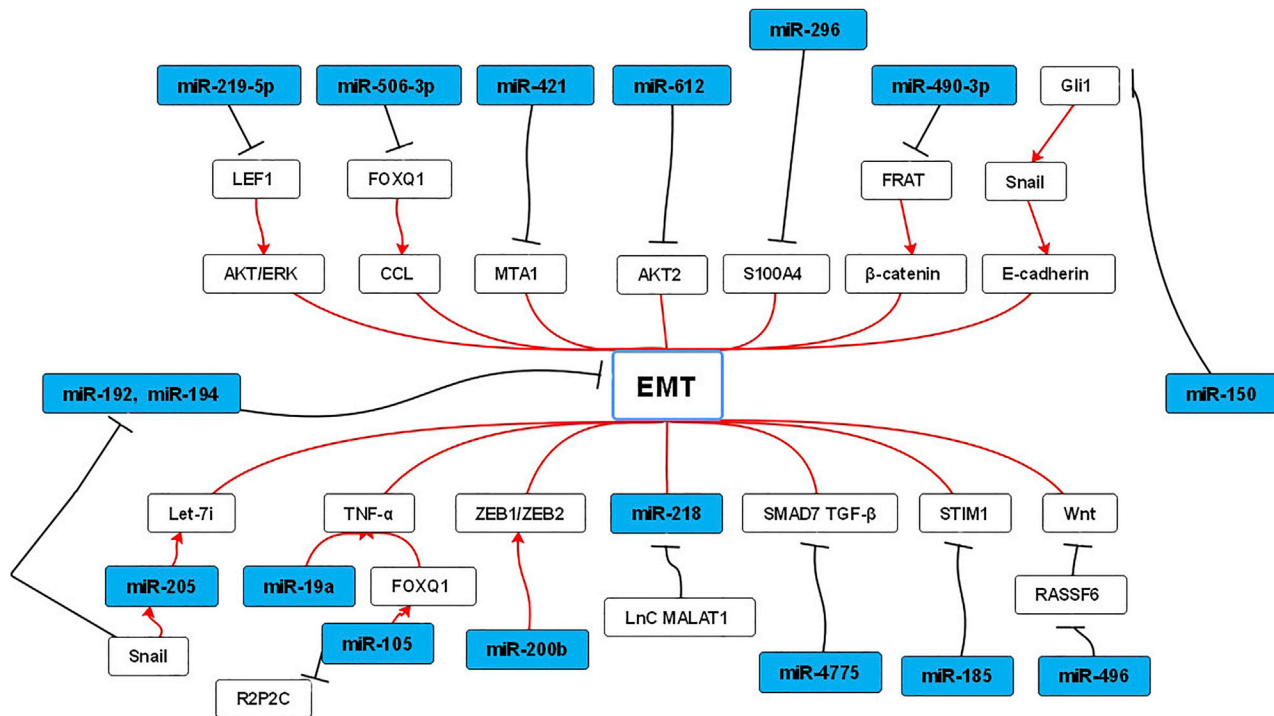 miR-296
miR-219-5p
miR-506-3p
miR-421
miR-612
miR-490-3p
Gli1
LEF1
FOXQ1
FRAT
Snail
AKT/ERK
CCL
MTA1
AKT2
S100A4
β-catenin
E-cadherin
EMT
miR-192, miR-194
miR-150
Let-7i
TNF-α
ZEB1/ZEB2
miR-218
SMAD7 TGF-β
STIM1
Wnt
miR-205
miR-19a
FOXQ1
RASSF6
LnC MALAT1
Snail
miR-105
miR-200b
miR-4775
miR-185
miR-496
R2P2C